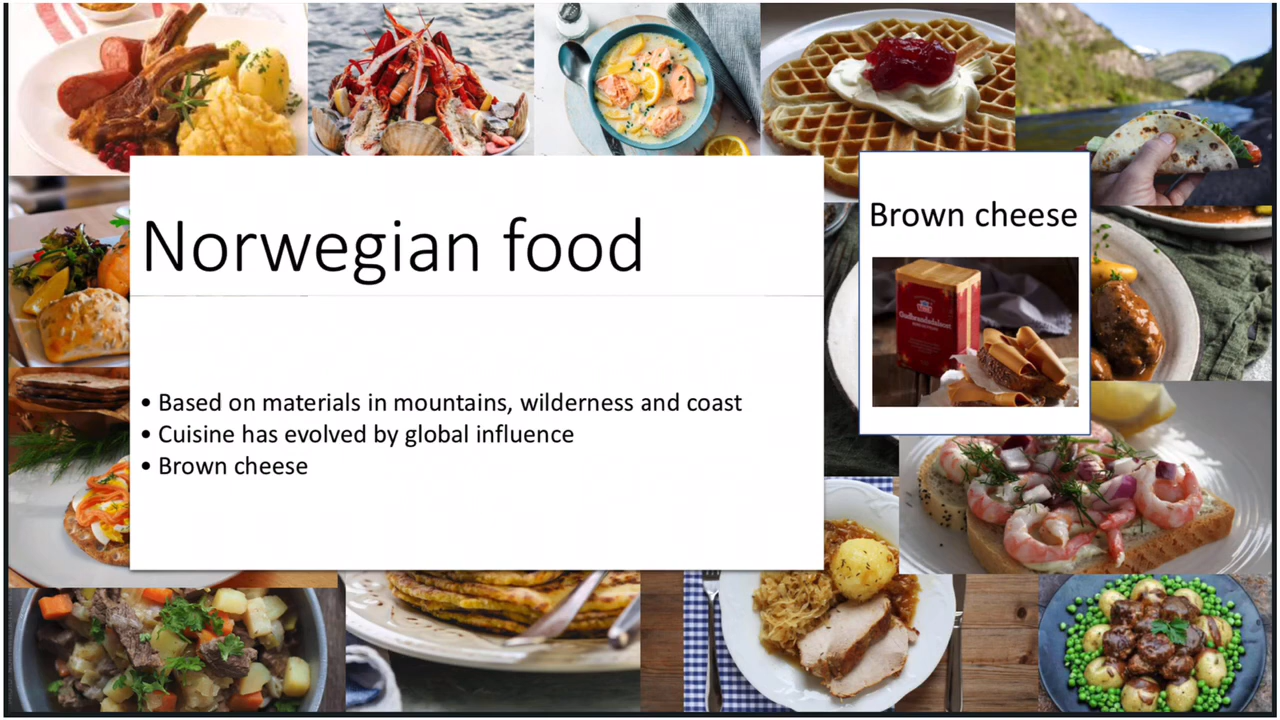 Norwegian food
• Based on materials in mountains, wilderness and coast
• Cuisine has evolved by global influence
• Brown cheese
Brown cheese
Gudbrandsdalsost